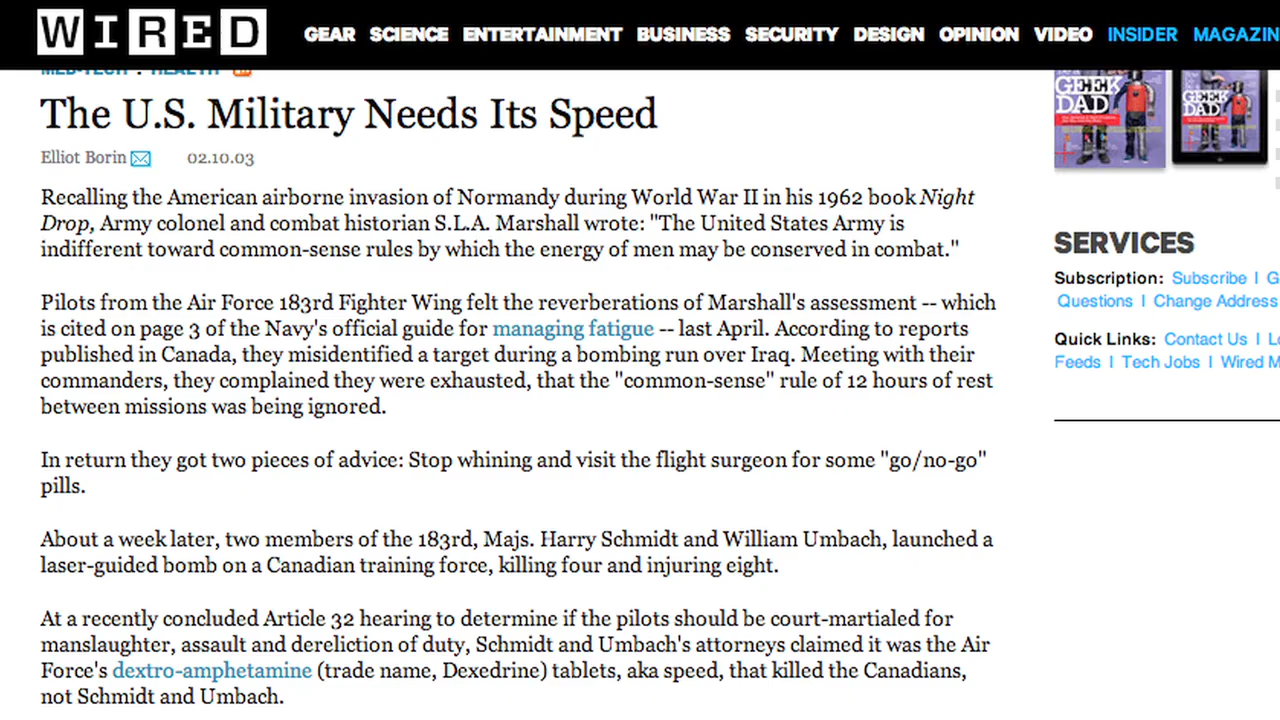 WIRED GEAR SCIENCE ENTERTAINMENT BUSINESS SECURITY DESIGN OPINION VIDEO INSIDER MAGAZIN
MED-TECH : HEALTH
The U.S. Military Needs Its Speed
Elliot Borin 02.10.03
Recalling the American airborne invasion of Normandy during World War II in his 1962 book Night
Drop, Army colonel and combat historian S.L.A. Marshall wrote: "The United States Army is
indifferent toward common-sense rules by which the energy of men may be conserved in combat."
Pilots from the Air Force 183rd Fighter Wing felt the reverberations of Marshall's assessment -- which
is cited on page 3 of the Navy's official guide for managing fatigue -- last April. According to reports
published in Canada, they misidentified a target during a bombing run over Iraq. Meeting with their
commanders, they complained they were exhausted, that the "common-sense" rule of 12 hours of rest
between missions was being ignored.
In return they got two pieces of advice: Stop whining and visit the flight surgeon for some "go/no-go"
pills.
About a week later, two members of the 183rd, Majs. Harry Schmidt and William Umbach, launched a
laser-guided bomb on a Canadian training force, killing four and injuring eight.
At a recently concluded Article 32 hearing to determine if the pilots should be court-martialed for
manslaughter, assault and dereliction of duty, Schmidt and Umbach's attorneys claimed it was the Air
Force's dextro-amphetamine (trade name, Dexedrine) tablets, aka speed, that killed the Canadians,
not Schmidt and Umbach.
GEEK
DAD
GEEK
DAD
SERVICES
Subscription: Subscribe | G
Questions | Change Address
Quick Links: Contact Us | Lo
Feeds | Tech Jobs | Wired M